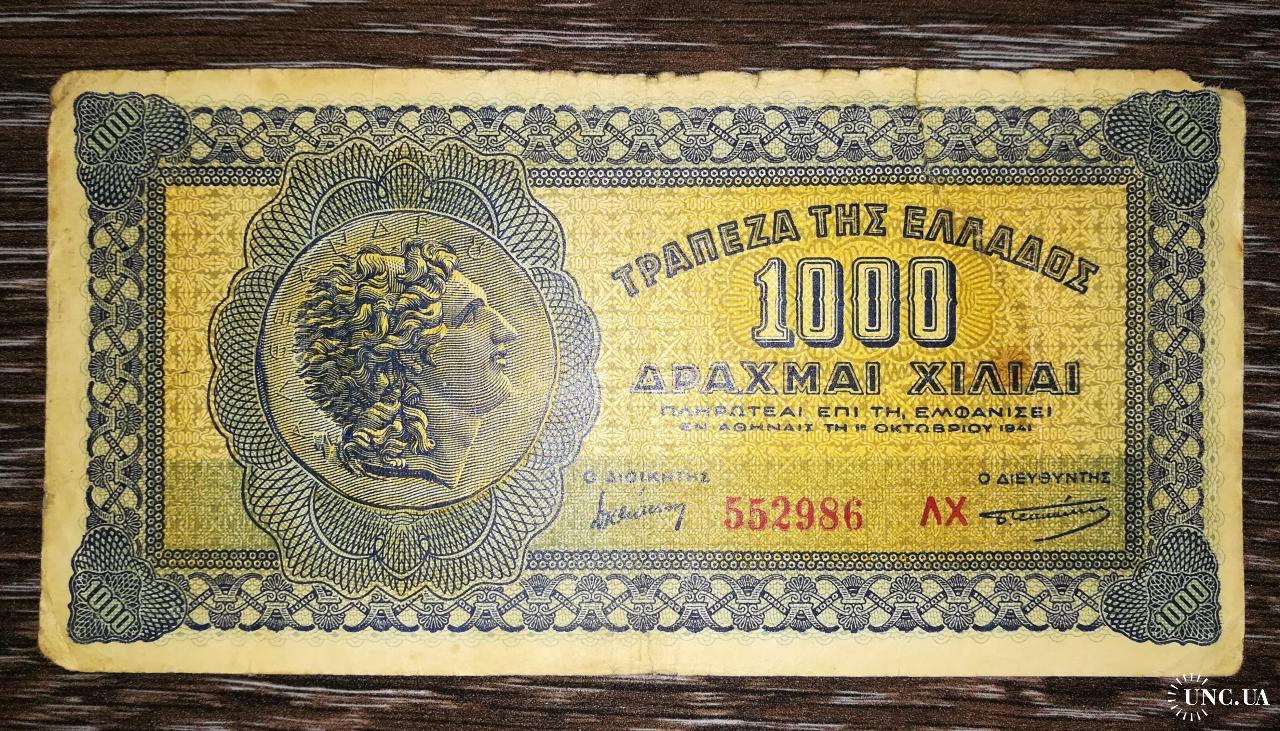 1000
1000
ΤΡΑΠΕΖΑ ΤΗΣ ΕΛΛΑΔΟΣ
1000
ΔΡΑΧΜΑΙ ΧΙΛΙΑΙ
ΠΛΗΡΩΤΕΑΙ ΕΠΙ ΤΗ, ΕΜΦΑΝΙΣΕΙ
ΕΝ ΑΘΗΝΑΙΣ ΤΗ 1ῃ ΟΚΤΩΒΡΙΟΥ 1941
Ο ΔΙΟΙΚΗΤΗΣ
Ο ΔΙΕΥΘΥΝΤΗΣ
552986 ΛΧ
1000
1000
UNC.UA